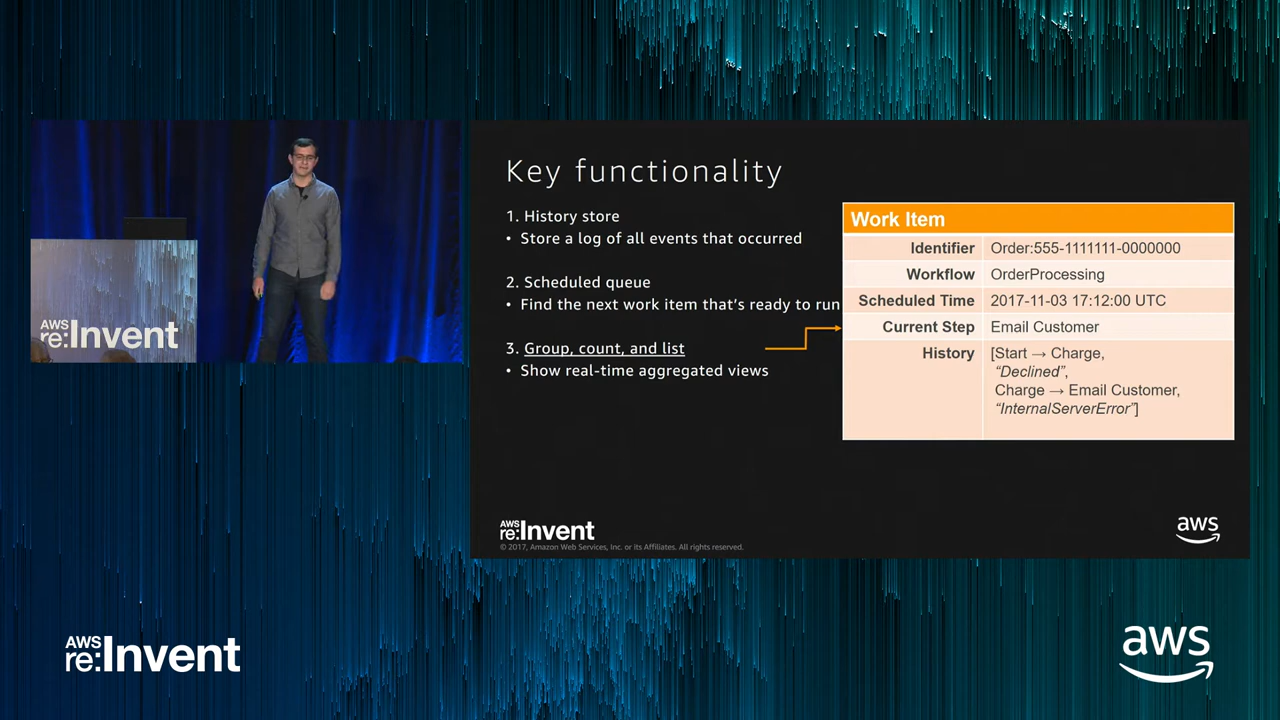 AWS
re:Invent
Key functionality
1. History store
• Store a log of all events that occurred
2. Scheduled queue
• Find the next work item that's ready to run
3. Group, count, and list
• Show real-time aggregated views
Work Item
Identifier Order:555-1111111-0000000
Workflow OrderProcessing
Scheduled Time 2017-11-03 17:12:00 UTC
Current Step Email Customer
History [Start → Charge,
“Declined”,
Charge → Email Customer,
“InternalServerError”]
AWS
re:Invent
© 2017, Amazon Web Services, Inc. or its Affiliates. All rights reserved.
aws
AWS
re:Invent
aws